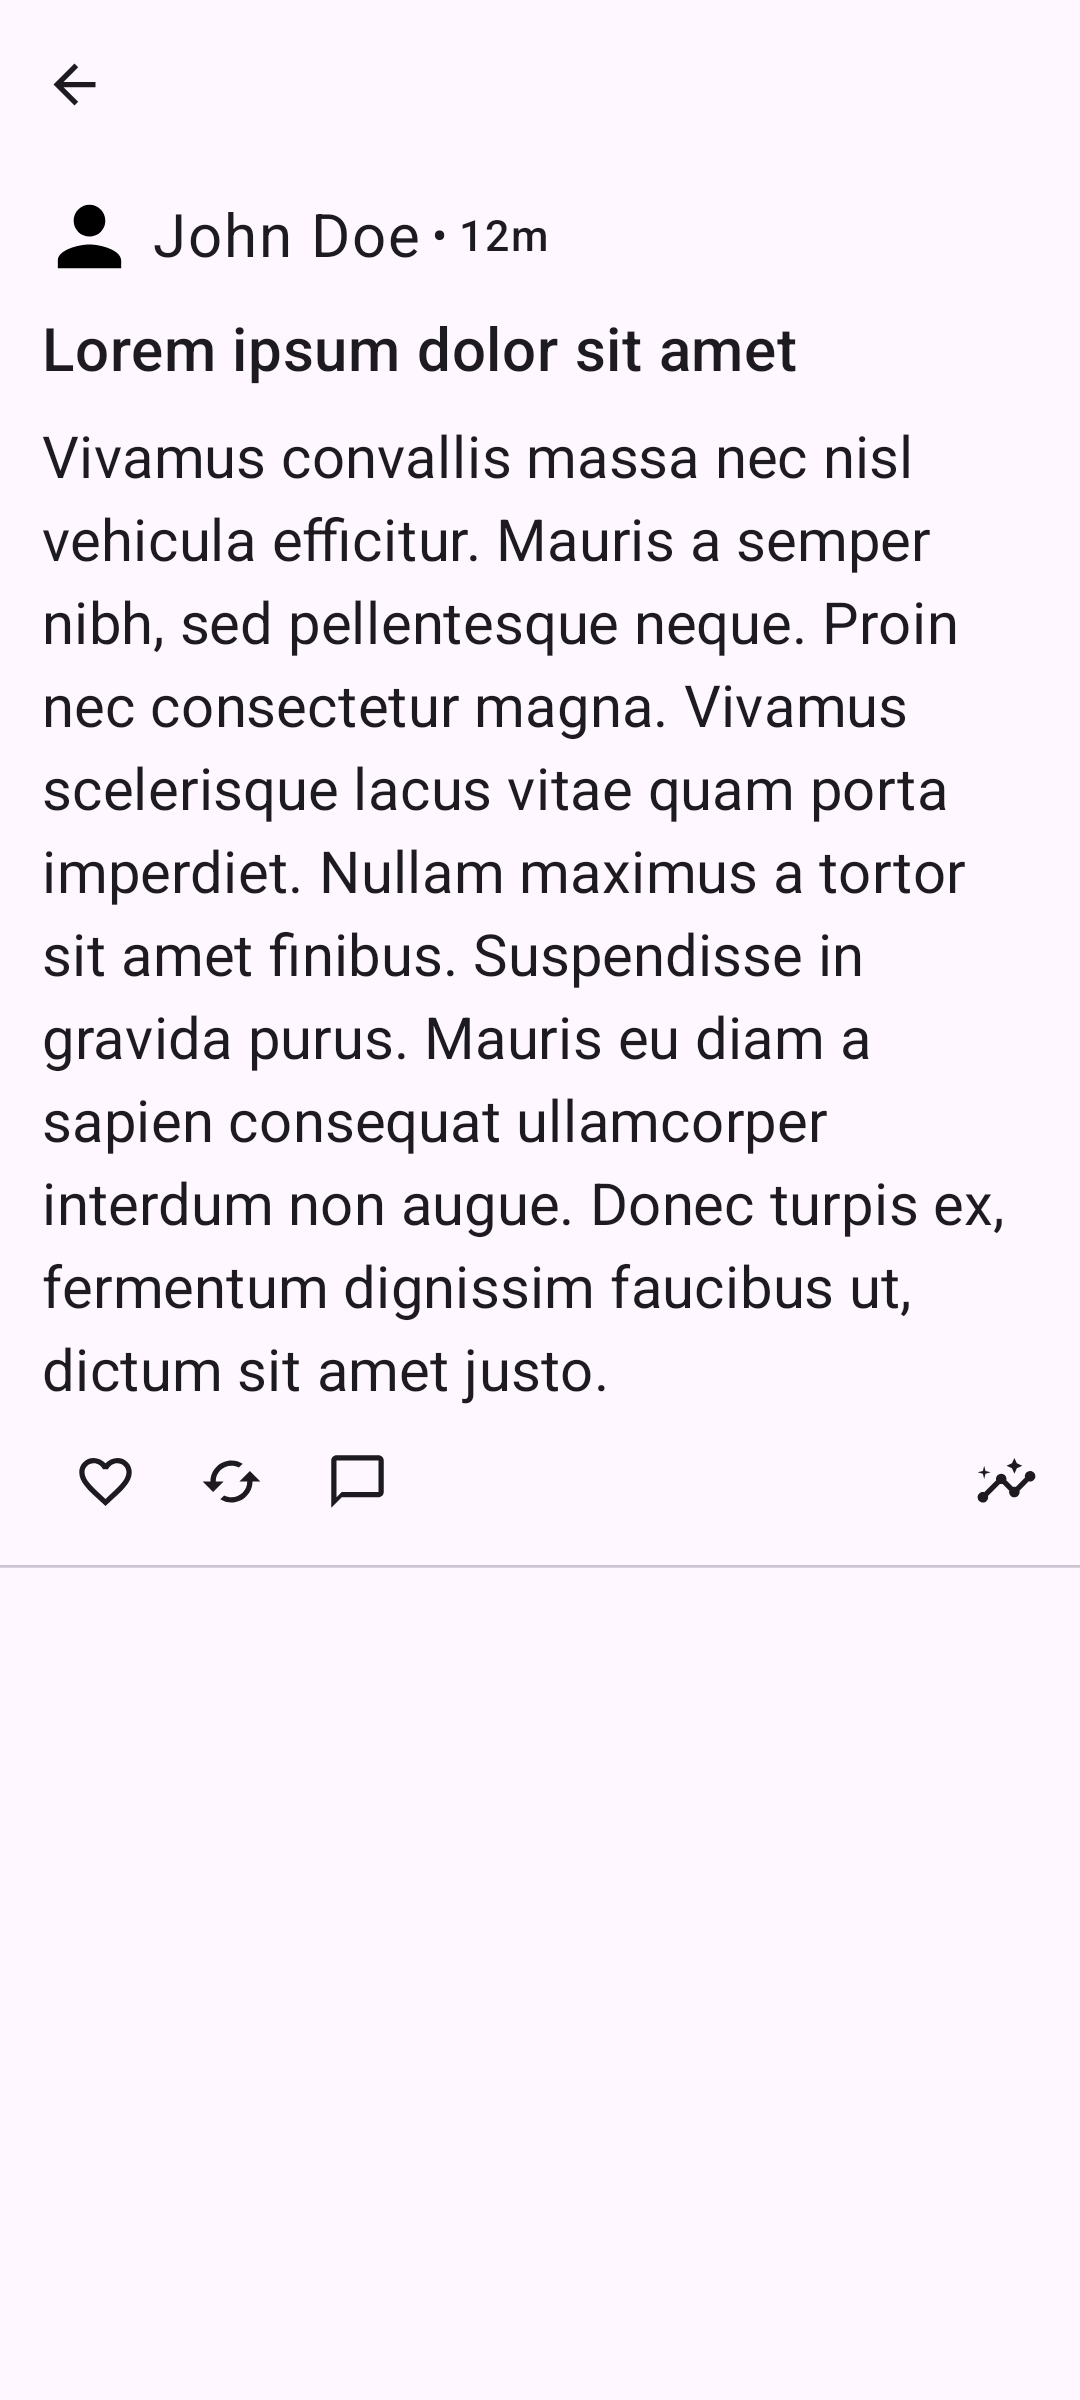 John Doe • 12m
Lorem ipsum dolor sit amet
Vivamus convallis massa nec nisl
vehicula efficitur. Mauris a semper
nibh, sed pellentesque neque. Proin
nec consectetur magna. Vivamus
scelerisque lacus vitae quam porta
imperdiet. Nullam maximus a tortor
sit amet finibus. Suspendisse in
gravida purus. Mauris eu diam a
sapien consequat ullamcorper
interdum non augue. Donec turpis ex,
fermentum dignissim faucibus ut,
dictum sit amet justo.